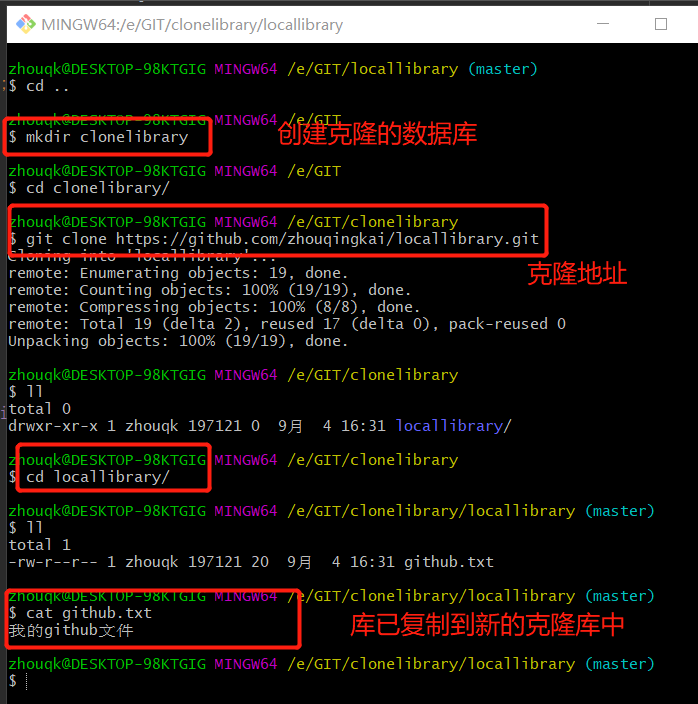 MINGW64:/e/GIT/clonelibrary/locallibrary
zhouqk@DESKTOP-98KTGIG MINGW64 /e/GIT/locallibrary (master)
$ cd ..
zhouqk@DESKTOP-98KTGIG MINGW64 /e/GIT
$ mkdir clonelibrary
创建克隆的数据库
zhouqk@DESKTOP-98KTGIG MINGW64 /e/GIT
$ cd clonelibrary/
zhouqk@DESKTOP-98KTGIG MINGW64 /e/GIT/clonelibrary
$ git clone https://github.com/zhouqingkai/locallibrary.git
Cloning into 'locallibrary'...
克隆地址
remote: Enumerating objects: 19, done.
remote: Counting objects: 100% (19/19), done.
remote: Compressing objects: 100% (8/8), done.
remote: Total 19 (delta 2), reused 17 (delta 0), pack-reused 0
Unpacking objects: 100% (19/19), done.
zhouqk@DESKTOP-98KTGIG MINGW64 /e/GIT/clonelibrary
$ ll
total 0
drwxr-xr-x 1 zhouqk 197121 0 9月 4 16:31 locallibrary/
zhouqk@DESKTOP-98KTGIG MINGW64 /e/GIT/clonelibrary
$ cd locallibrary/
zhouqk@DESKTOP-98KTGIG MINGW64 /e/GIT/clonelibrary/locallibrary (master)
$ ll
total 1
-rw-r--r-- 1 zhouqk 197121 20 9月 4 16:31 github.txt
zhouqk@DESKTOP-98KTGIG MINGW64 /e/GIT/clonelibrary/locallibrary (master)
$ cat github.txt
我的github文件
库已复制到新的克隆库中
zhouqk@DESKTOP-98KTGIG MINGW64 /e/GIT/clonelibrary/locallibrary (master)
$